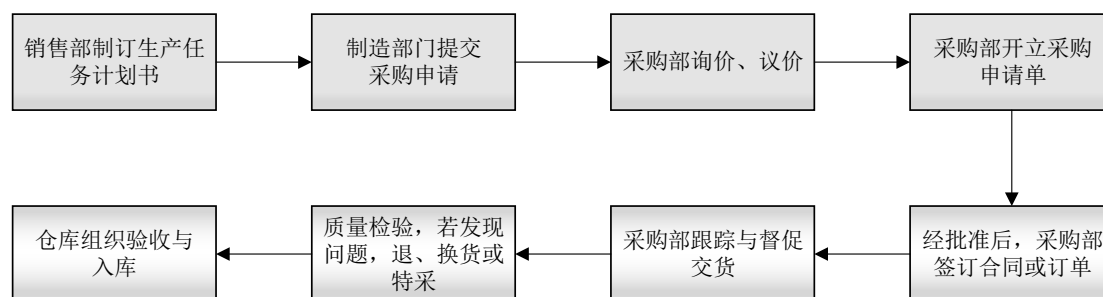 销售部制订生产任
务计划书
制造部门提交
采购申请
采购部询价、议价
采购部开立采购
申请单
经批准后，采购部
签订合同或订单
采购部跟踪与督促
交货
质量检验，若发现
问题，退、换货或
特采
仓库组织验收与
入库